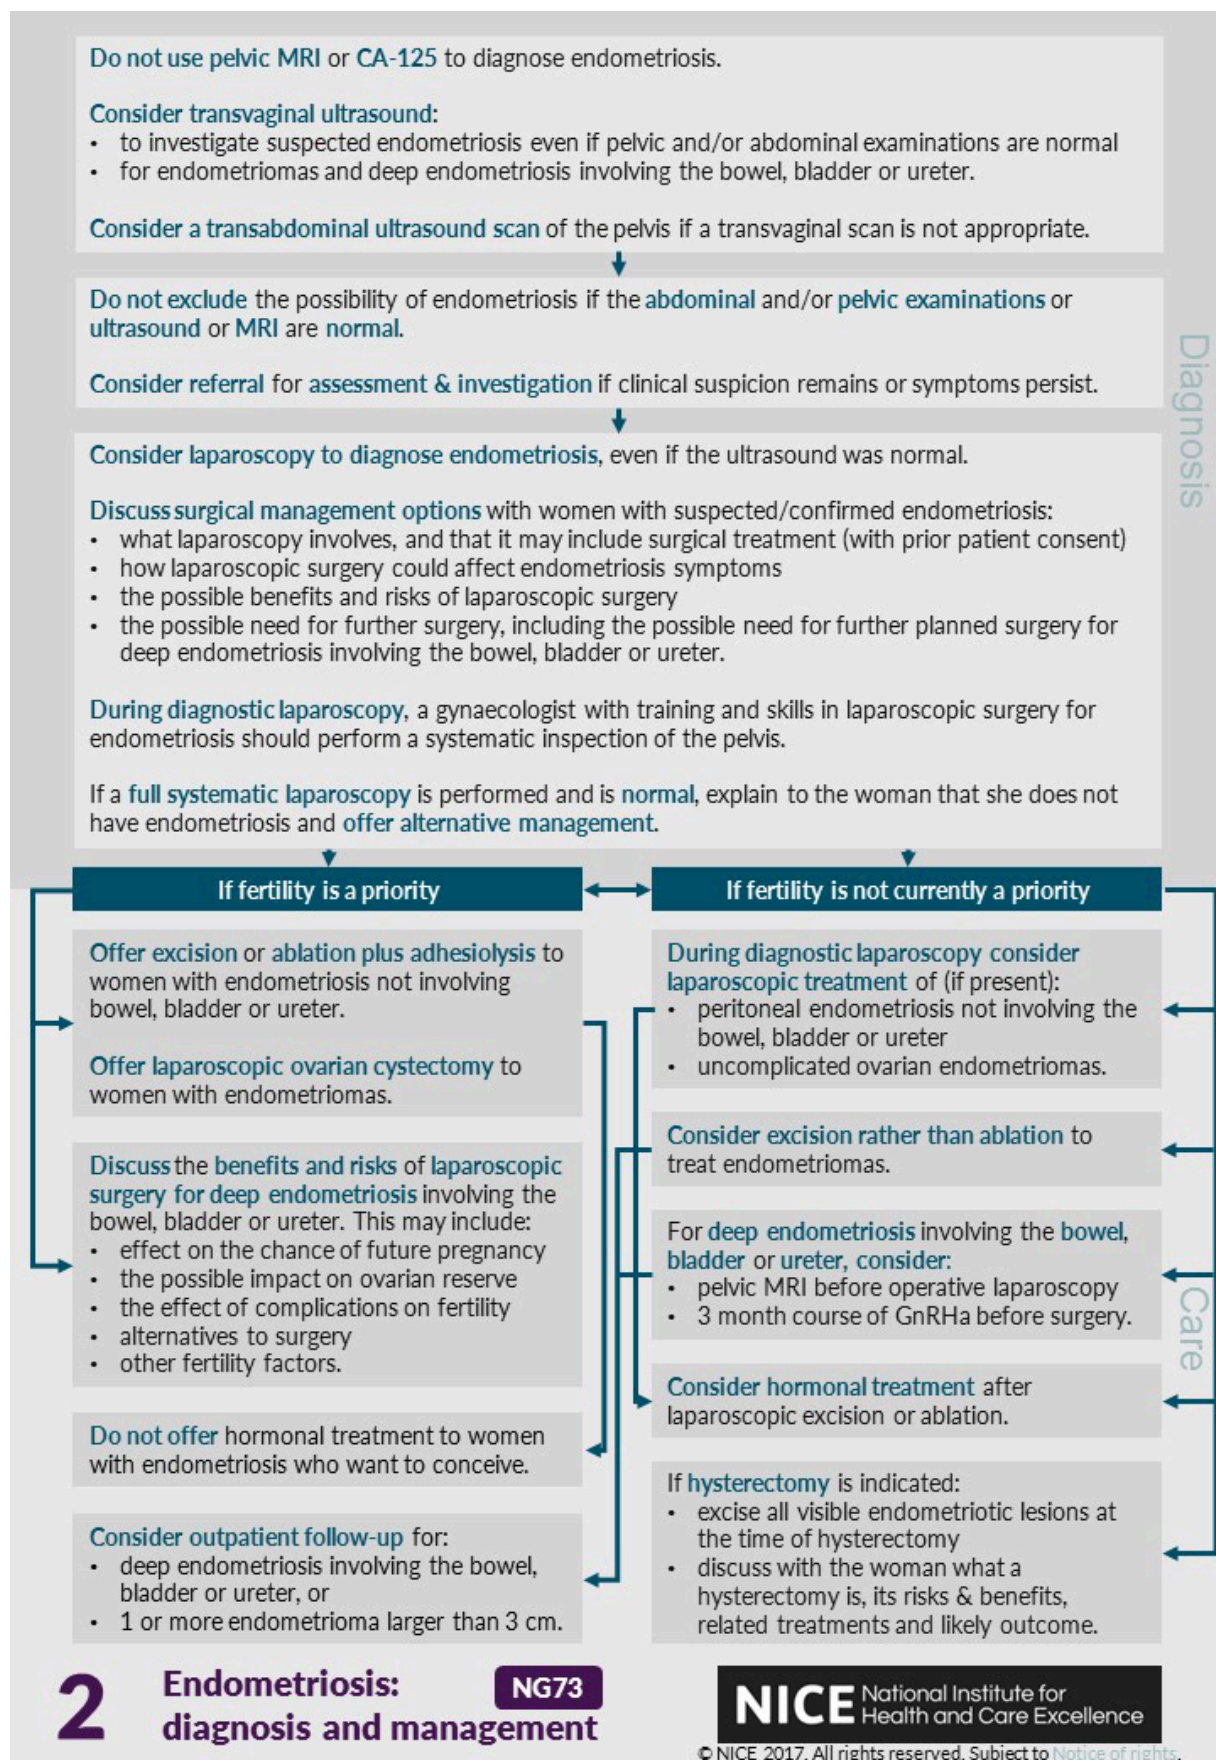 Do not use pelvic MRI or CA-125 to diagnose endometriosis.
Consider transvaginal ultrasound:
• to investigate suspected endometriosis even if pelvic and/or abdominal examinations are normal
• for endometriomas and deep endometriosis involving the bowel, bladder or ureter.
Consider a transabdominal ultrasound scan of the pelvis if a transvaginal scan is not appropriate.
Do not exclude the possibility of endometriosis if the abdominal and/or pelvic examinations or
ultrasound or MRI are normal.
Consider referral for assessment & investigation if clinical suspicion remains or symptoms persist.
Diagnosis
Consider laparoscopy to diagnose endometriosis, even if the ultrasound was normal.
Discuss surgical management options with women with suspected/confirmed endometriosis:
• what laparoscopy involves, and that it may include surgical treatment (with prior patient consent)
• how laparoscopic surgery could affect endometriosis symptoms
• the possible benefits and risks of laparoscopic surgery
• the possible need for further surgery, including the possible need for further planned surgery for
deep endometriosis involving the bowel, bladder or ureter.
During diagnostic laparoscopy, a gynaecologist with training and skills in laparoscopic surgery for
endometriosis should perform a systematic inspection of the pelvis.
If a full systematic laparoscopy is performed and is normal, explain to the woman that she does not
have endometriosis and offer alternative management.
If fertility is a priority
Offer excision or ablation plus adhesiolysis to
women with endometriosis not involving
bowel, bladder or ureter.
Offer laparoscopic ovarian cystectomy to
women with endometriomas.
Discuss the benefits and risks of laparoscopic
surgery for deep endometriosis involving the
bowel, bladder or ureter. This may include:
• effect on the chance of future pregnancy
• the possible impact on ovarian reserve
• the effect of complications on fertility
• alternatives to surgery
• other fertility factors.
Do not offer hormonal treatment to women
with endometriosis who want to conceive.
Consider outpatient follow-up for:
• deep endometriosis involving the bowel,
bladder or ureter, or
• 1 or more endometrioma larger than 3 cm.
If fertility is not currently a priority
During diagnostic laparoscopy consider
laparoscopic treatment of (if present):
• peritoneal endometriosis not involving the
bowel, bladder or ureter
• uncomplicated ovarian endometriomas.
Consider excision rather than ablation to
treat endometriomas.
For deep endometriosis involving the bowel,
bladder or ureter, consider:
• pelvic MRI before operative laparoscopy
• 3 month course of GnRHa before surgery.
Care
Consider hormonal treatment after
laparoscopic excision or ablation.
If hysterectomy is indicated:
• excise all visible endometriotic lesions at
the time of hysterectomy
• discuss with the woman what a
hysterectomy is, its risks & benefits,
related treatments and likely outcome.
2
Endometriosis:
diagnosis and management
NG73
NICE National Institute for
Health and Care Excellence
© NICE 2017. All rights reserved. Subject to Notice of rights.